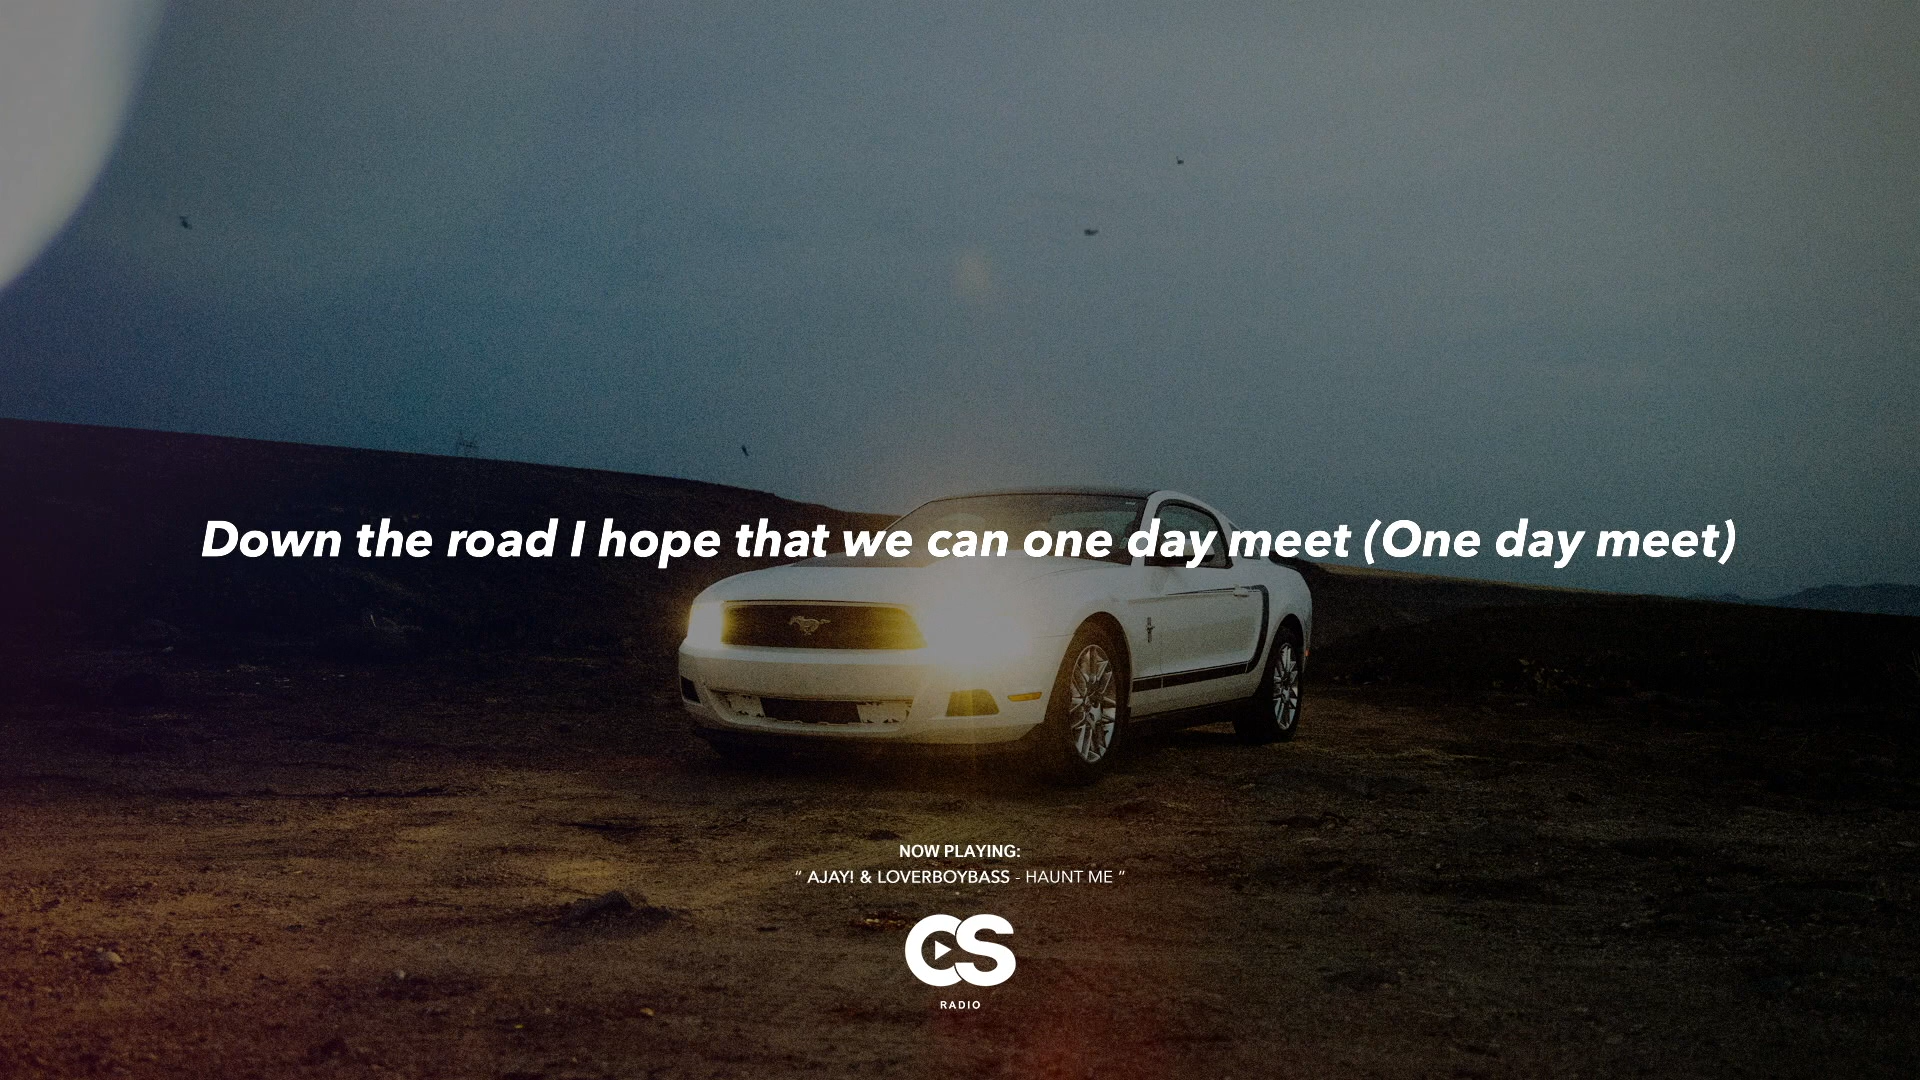 Down the road I hope that we can one day meet (One day meet)
NOW PLAYING:
“ AJAY! & LOVERBOYBASS - HAUNT ME ”
CS
RADIO